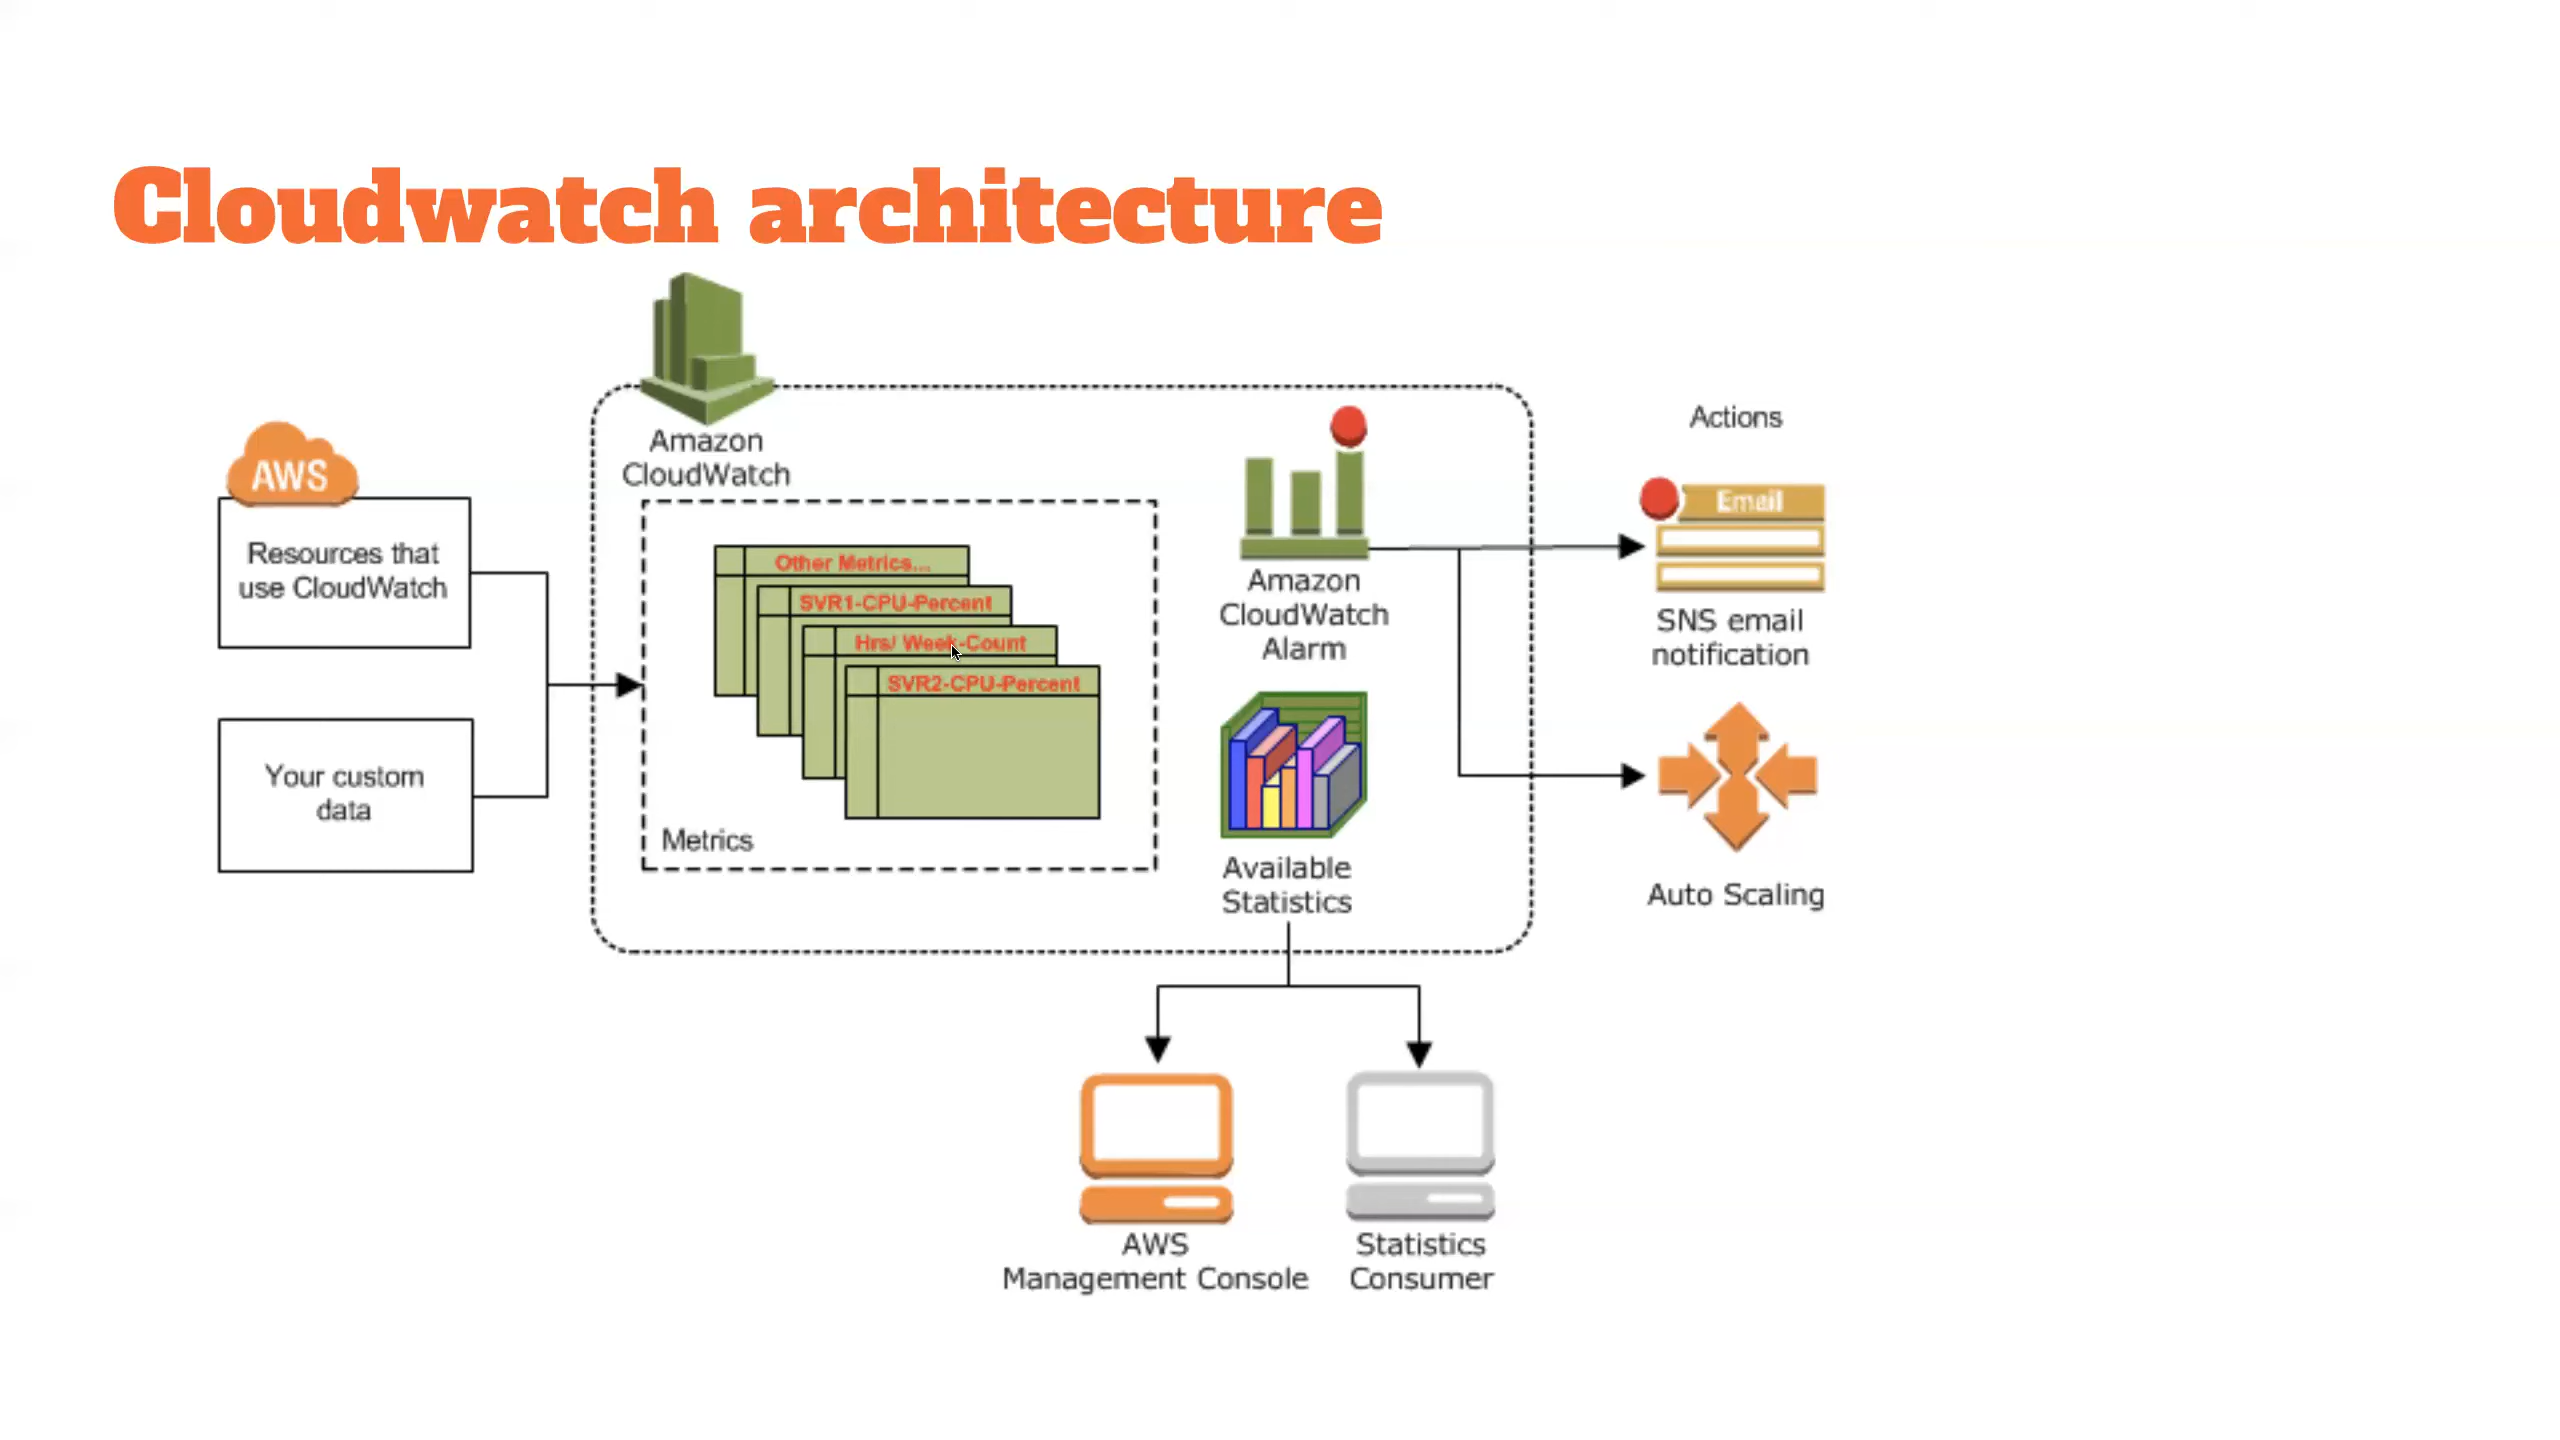 Cloudwatch architecture
Amazon
CloudWatch
AWS
Resources that
use CloudWatch
Your custom
data
Other Metrics...
SVR1-CPU-Percent
Hrs/ Week-Count
SVR2-CPU-Percent
Metrics
Amazon
CloudWatch
Alarm
Available
Statistics
Actions
Email
SNS email
notification
Auto Scaling
AWS
Management Console
Statistics
Consumer